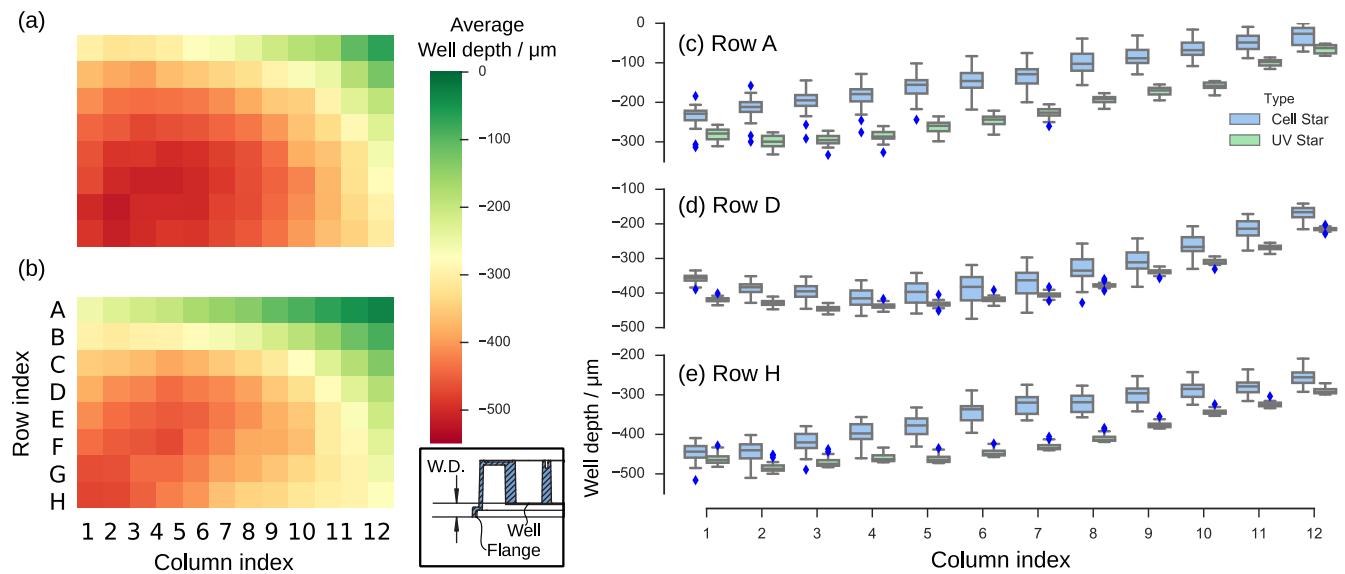 (a)
Average
Well depth / μm
0
−100
−200
−300
−400
−500
(b)
Row index
A
B
C
D
E
F
G
H
1 2 3 4 5 6 7 8 9 10 11 12
Column index
W.D.
Well
Flange
(c) Row A
0
−100
−200
−300
Type
Cell Star
UV Star
(d) Row D
−100
−200
−300
−400
−500
(e) Row H
−200
−300
−400
−500
Well depth / μm
1 2 3 4 5 6 7 8 9 10 11 12
Column index